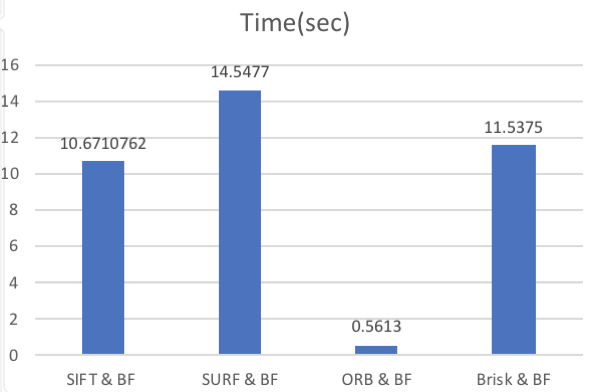 Time(sec)
16
14.5477
14
12
11.5375
10.6710762
10
8
6
4
2
0.5613
0
SIFT & BF
SURF & BF
ORB & BF
Brisk & BF